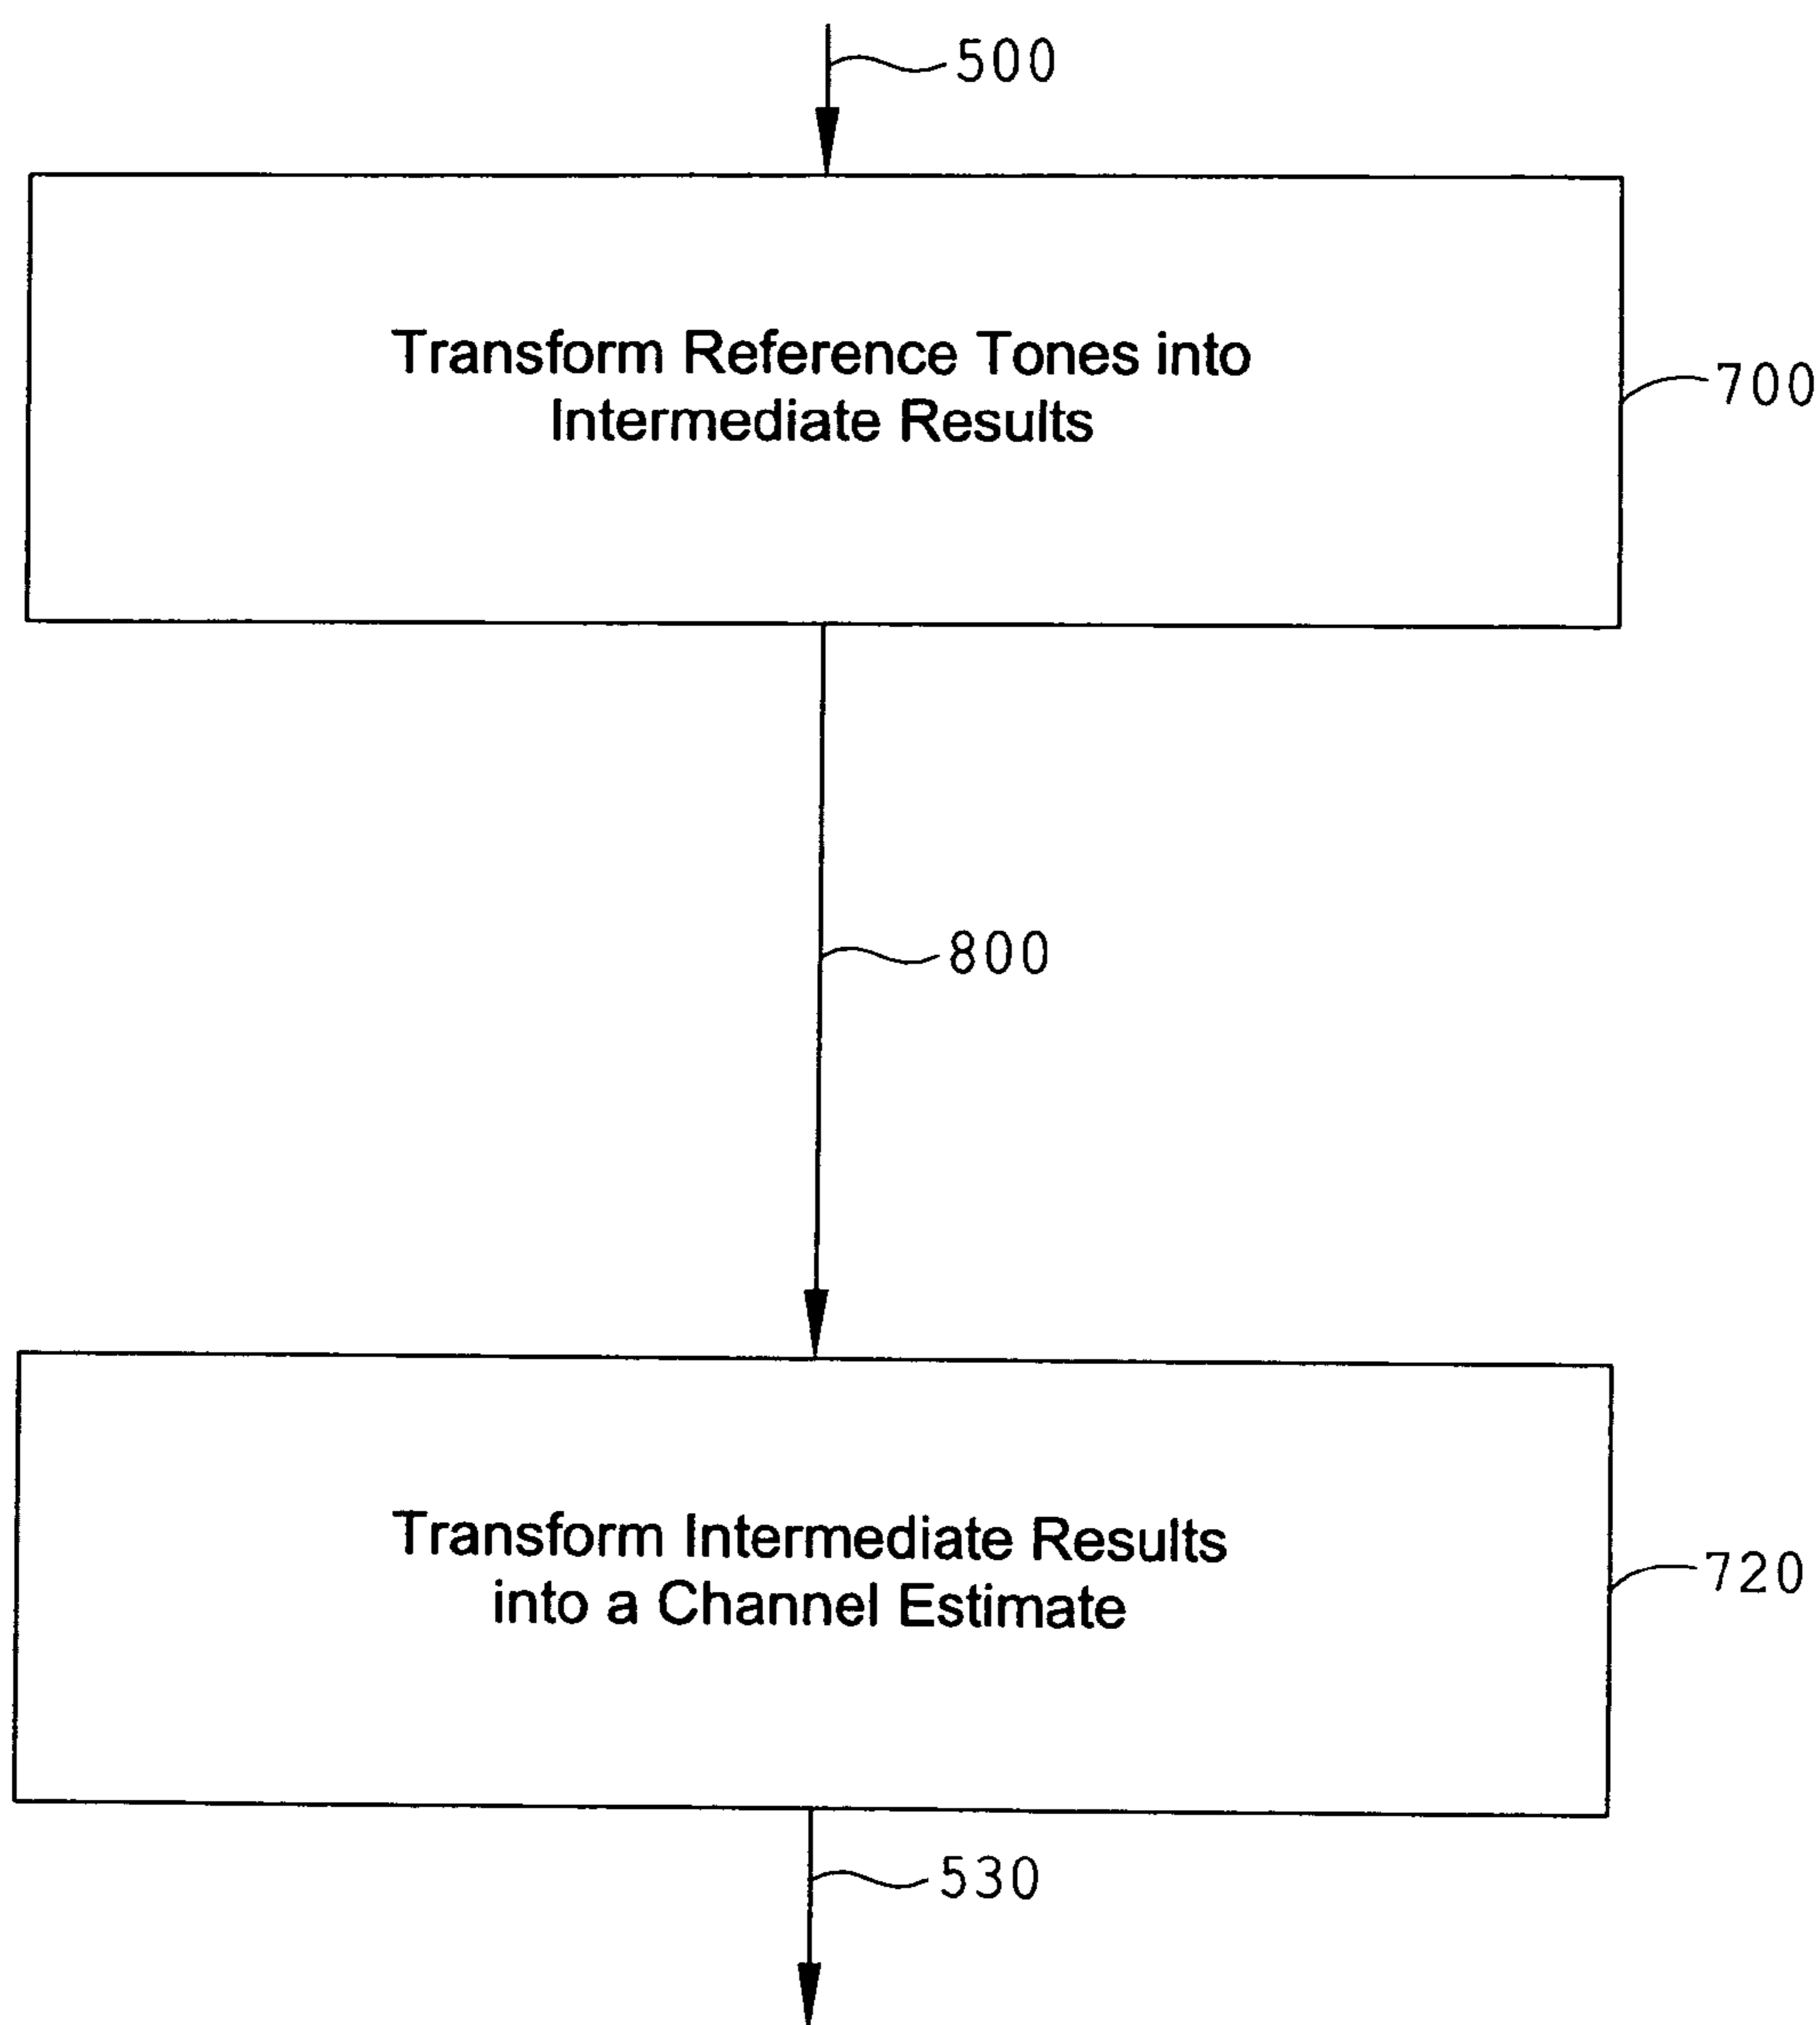 500
Transform Reference Tones into
Intermediate Results
700
800
Transform Intermediate Results
into a Channel Estimate
720
530